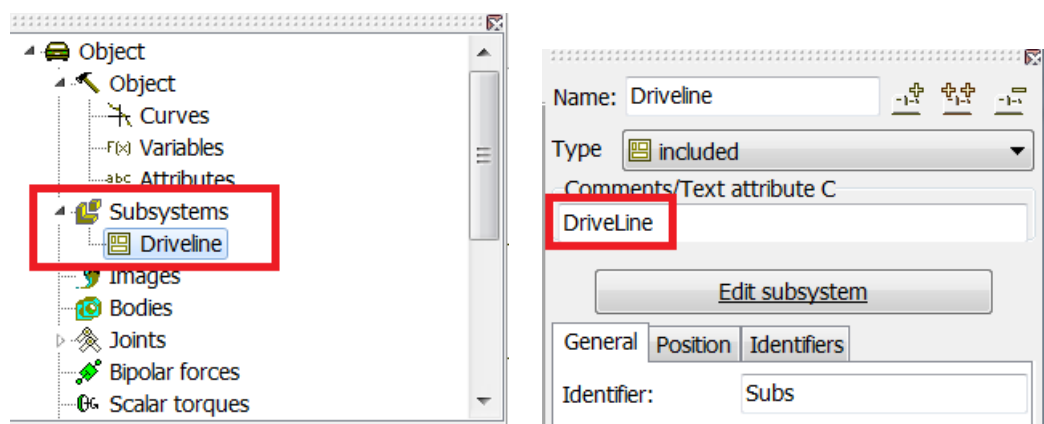 Object
Object
Curves
F(x) Variables
abc Attributes
Subsystems
Driveline
Images
Bodies
Joints
Bipolar forces
Scalar torques
Name: Driveline
Type included
Comments/Text attribute C
DriveLine
Edit subsystem
General Position Identifiers
Identifier: Subs